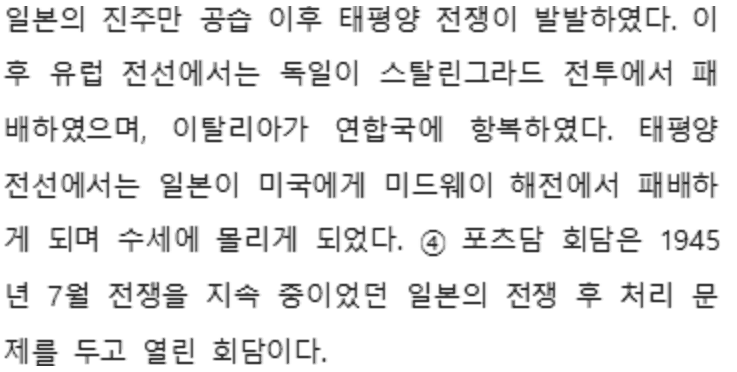 일본의 진주만 공습 이후 태평양 전쟁이 발발하였다. 이
후 유럽 전선에서는 독일이 스탈린그라드 전투에서 패
배하였으며, 이탈리아가 연합국에 항복하였다. 태평양
전선에서는 일본이 미국에게 미드웨이 해전에서 패배하
게 되며 수세에 몰리게 되었다. ④ 포츠담 회담은 1945
년 7월 전쟁을 지속 중이었던 일본의 전쟁 후 처리 문
제를 두고 열린 회담이다.